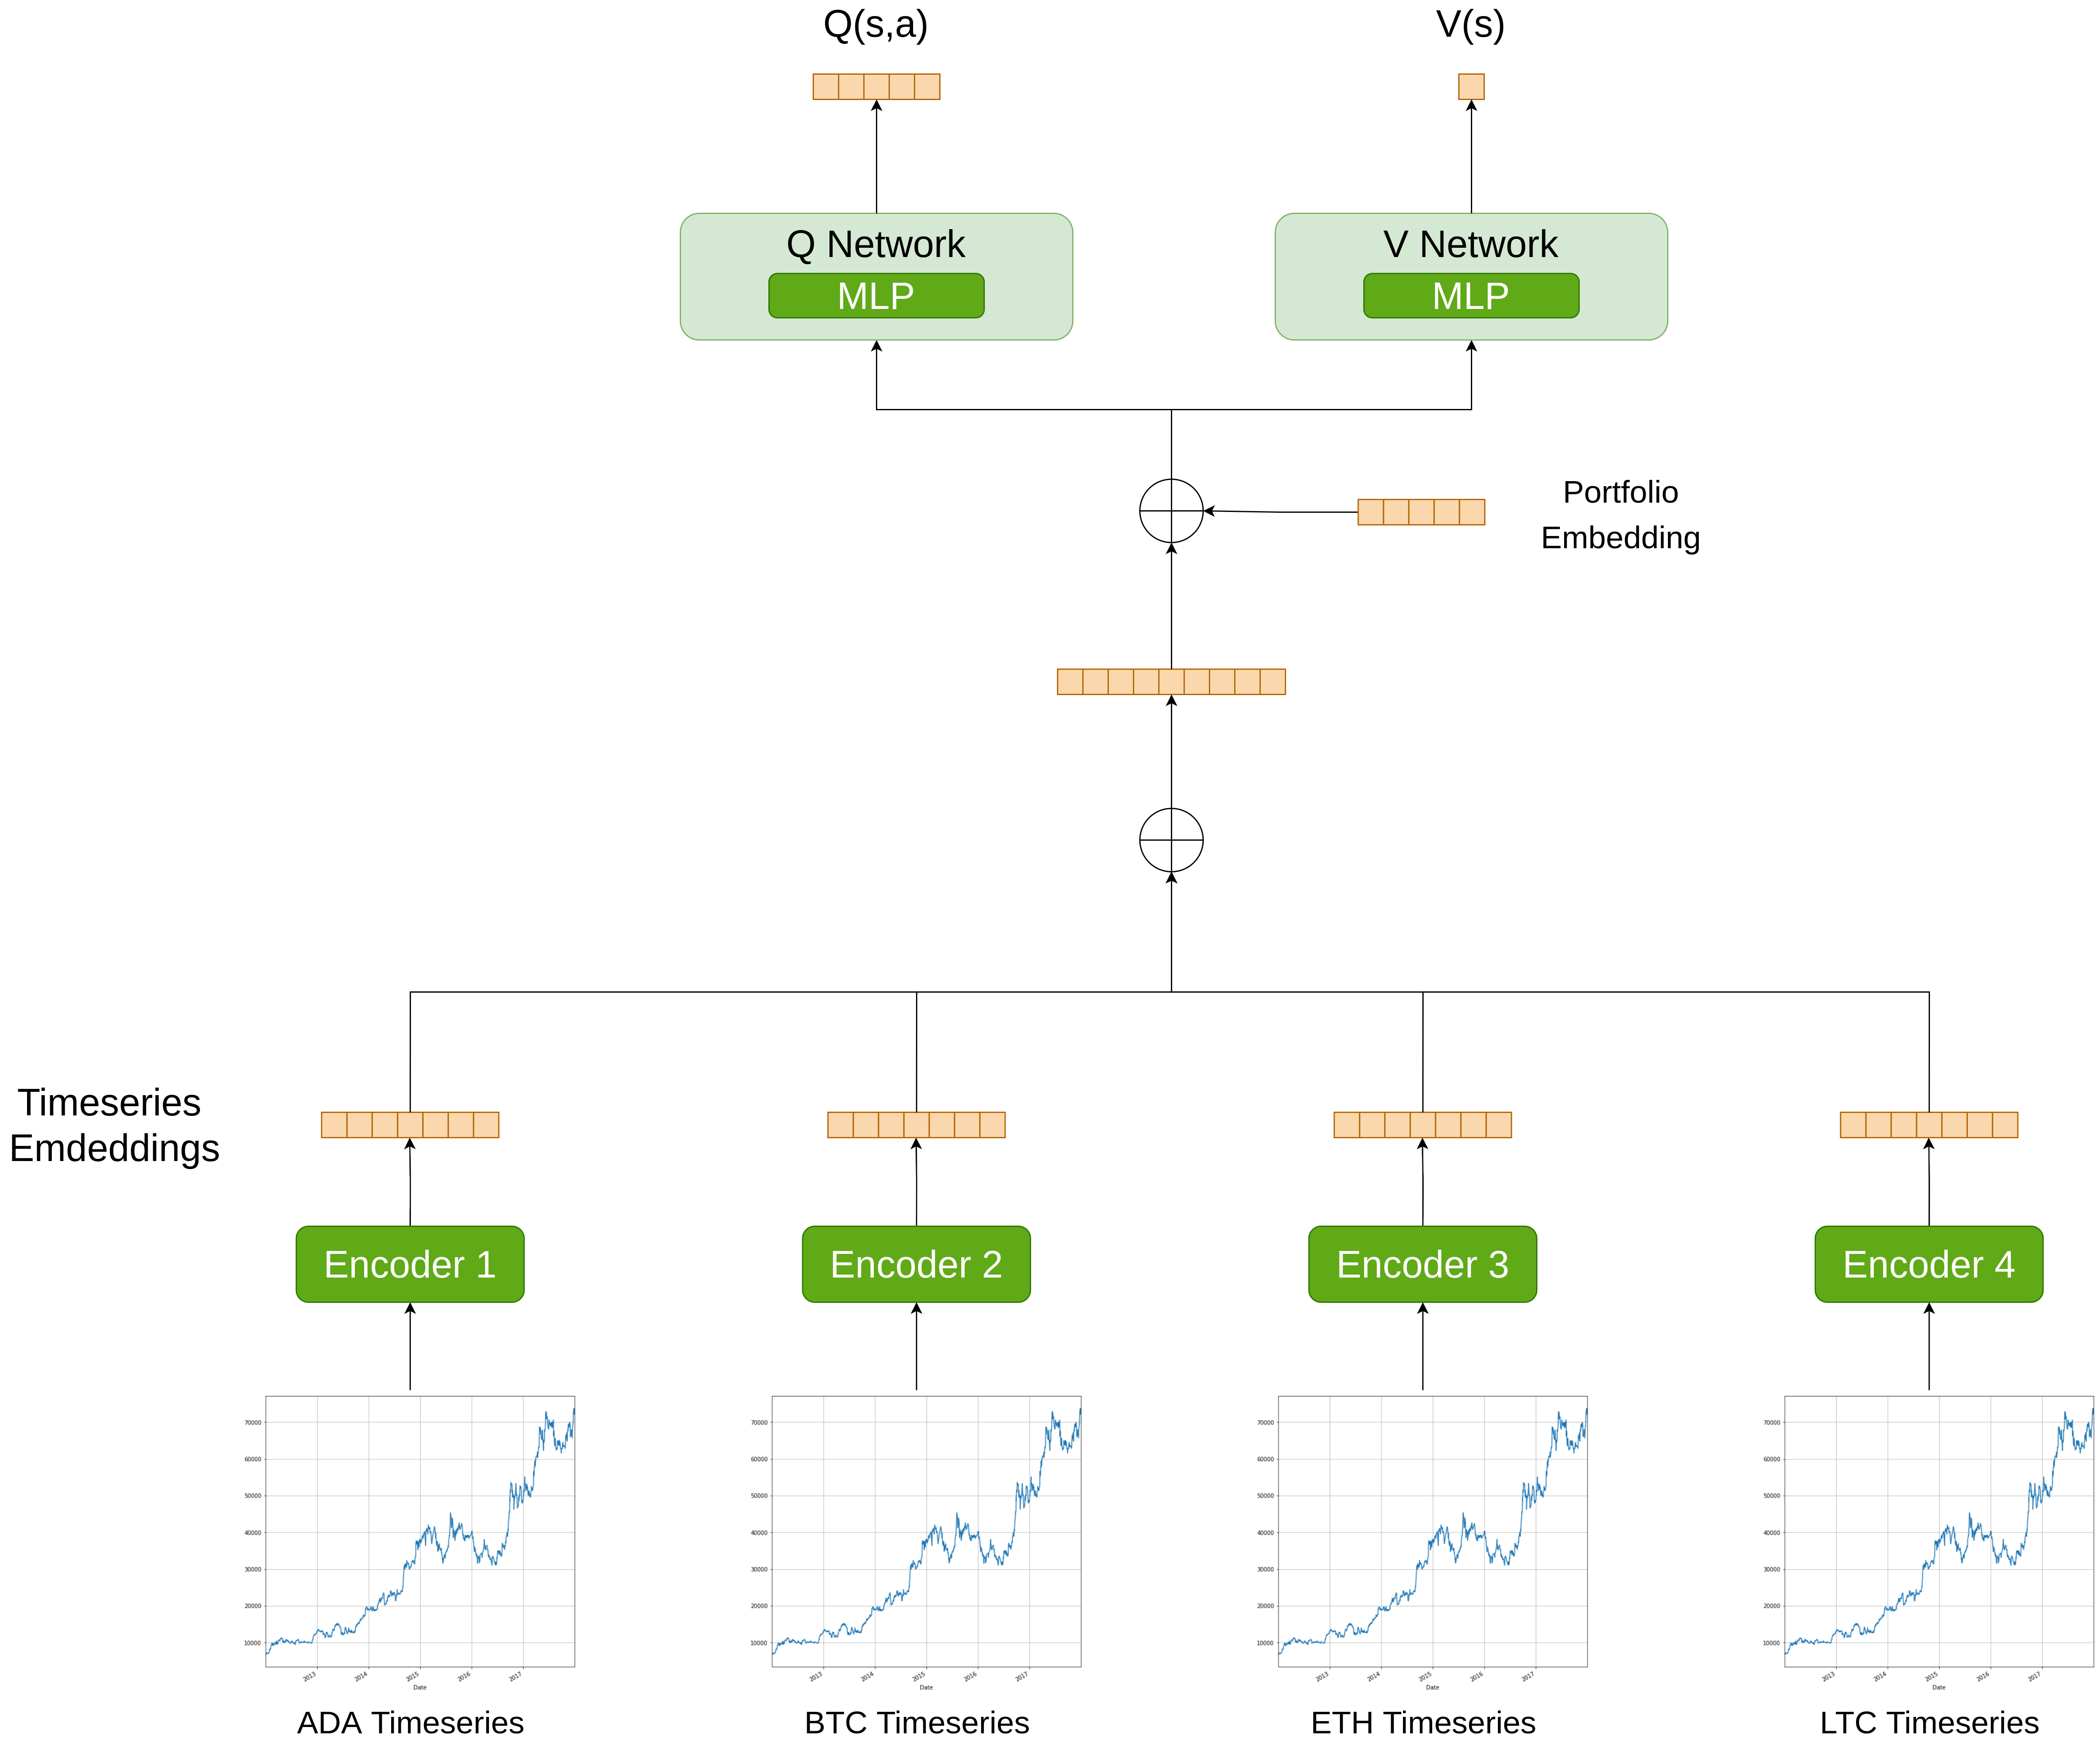 Q(s,a)
V(s)
Q Network
MLP
V Network
MLP
Portfolio
Embedding
Timeseries
Emdeddings
Encoder 1
Encoder 2
Encoder 3
Encoder 4
70000
60000
50000
40000
30000
20000
10000
2013
2014
2015
2016
2017
Date
70000
60000
50000
40000
30000
20000
10000
2013
2014
2015
2016
2017
Date
70000
60000
50000
40000
30000
20000
10000
2013
2014
2015
2016
2017
Date
70000
60000
50000
40000
30000
20000
10000
2013
2014
2015
2016
2017
Date
ADA Timeseries
BTC Timeseries
ETH Timeseries
LTC Timeseries